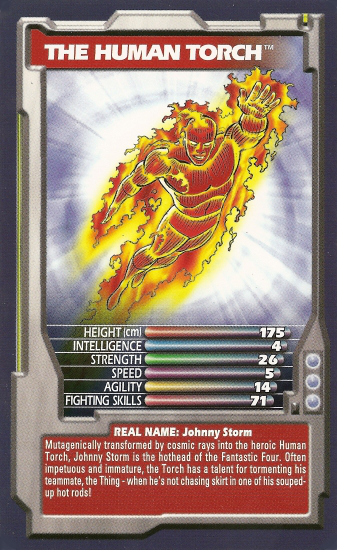 THE HUMAN TORCH™
HEIGHT (cm) 175
INTELLIGENCE 4
STRENGTH 26
SPEED 5
AGILITY 14
FIGHTING SKILLS 71
REAL NAME: Johnny Storm
Mutagenically transformed by cosmic rays into the heroic Human
Torch, Johnny Storm is the hothead of the Fantastic Four. Often
impetuous and immature, the Torch has a talent for tormenting his
teammate, the Thing - when he's not chasing skirt in one of his souped-
up hot rods!